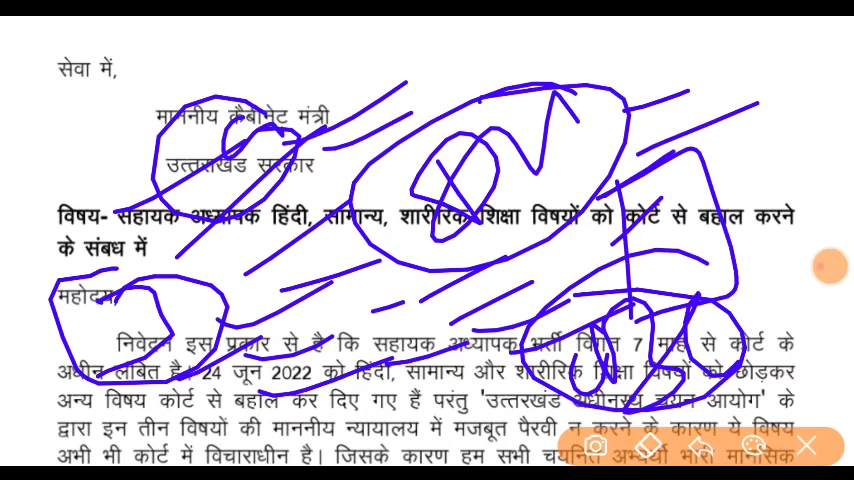 सेवा में,
माननीय कैबीनेट मंत्री
उत्तराखंड सरकार
विषय- सहायक अध्यापक हिंदी, सामान्य, शारीरिक शिक्षा विषयों को कोर्ट से बहाल करने
के संबध में
महोदय
निवेदन इस प्रकार से है कि सहायक अध्यापक भर्ती विगत 7 माह से कोर्ट के
अधीन लंबित है। 24 जून 2022 को हिंदी, सामान्य और शारीरिक शिक्षा विषयों को छोड़कर
अन्य विषय कोर्ट से बहाल कर दिए गए हैं परंतु 'उत्तरखंड अधीनस्थ चयन आयोग' के
द्वारा इन तीन विषयों की माननीय न्यायालय में मजबूत पैरवी न करने के कारण ये विषय
अभी भी कोर्ट में विचाराधीन है। जिसके कारण हम सभी चयनित अभ्यर्थी भारी मानसिक